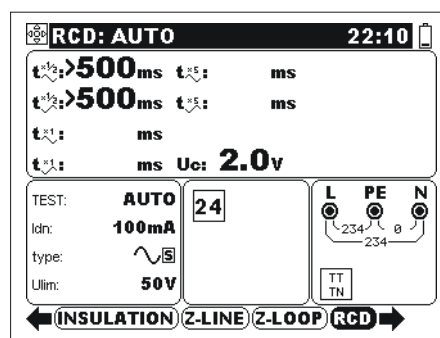 RCD: AUTO 22:10
t×½:>500ms t×5: ms
t×½:>500ms t×5: ms
t×1: ms
t×1: ms Uc: 2.0V
TEST: AUTO
Idn: 100mA
type: S
Ulim: 50V
24
L PE N
234 0
234
TT
TN
INSULATION Z-LINE Z-LOOP RCD